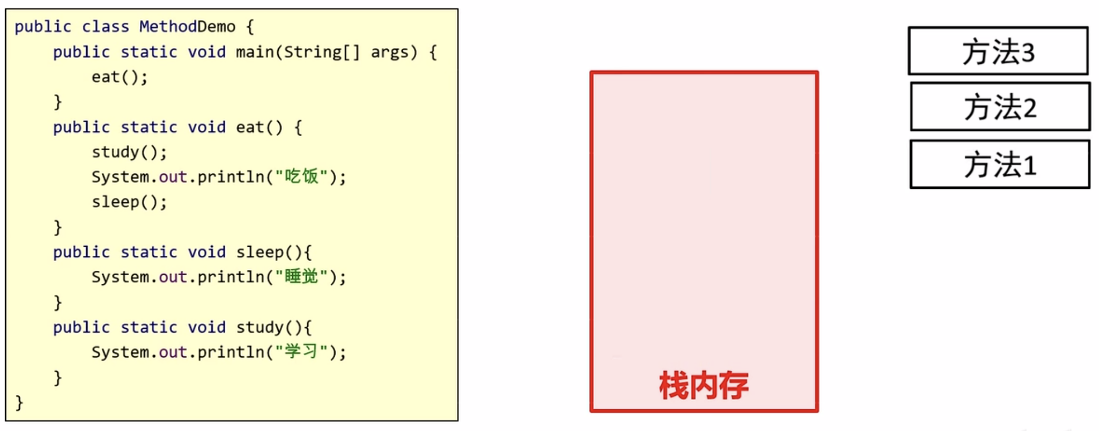 public class MethodDemo {
    public static void main(String[] args) {
        eat();
    }
    public static void eat() {
        study();
        System.out.println("吃饭");
        sleep();
    }
    public static void sleep(){
        System.out.println("睡觉");
    }
    public static void study(){
        System.out.println("学习");
    }
}
栈内存
方法3
方法2
方法1